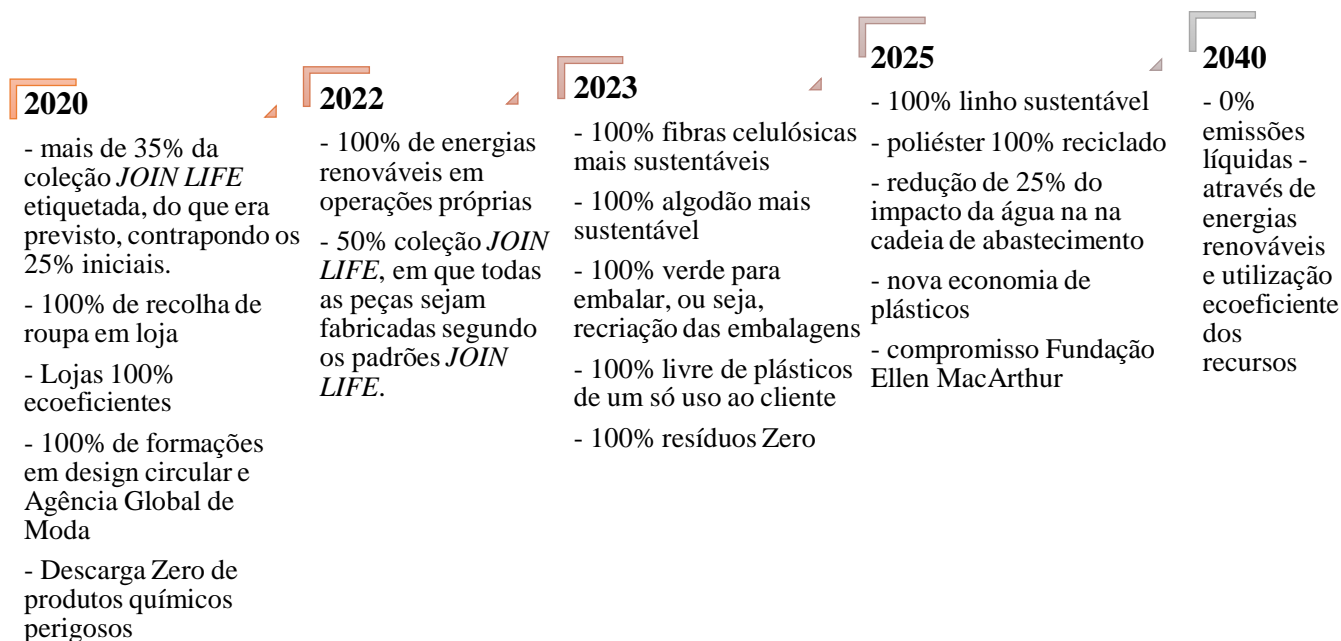 2020
- mais de 35% da
coleção JOIN LIFE
etiquetada, do que era
previsto, contrapondo os
25% iniciais.
- 100% de recolha de
roupa em loja
- Lojas 100%
ecoeficientes
- 100% de formações
em design circular e
Agência Global de
Moda
- Descarga Zero de
produtos químicos
perigosos
2022
- 100% de energias
renováveis em
operações próprias
- 50% coleção JOIN
LIFE, em que todas
as peças sejam
fabricadas segundo
os padrões JOIN
LIFE.
2023
- 100% fibras celulósicas
mais sustentáveis
- 100% algodão mais
sustentável
- 100% verde para
embalar, ou seja,
recriação das embalagens
- 100% livre de plásticos
de um só uso ao cliente
- 100% resíduos Zero
2025
- 100% linho sustentável
- poliéster 100% reciclado
- redução de 25% do
impacto da água na na
cadeia de abastecimento
- nova economia de
plásticos
- compromisso Fundação
Ellen MacArthur
2040
- 0%
emissões
líquidas -
através de
energias
renováveis
e utilização
ecoeficiente
dos
recursos